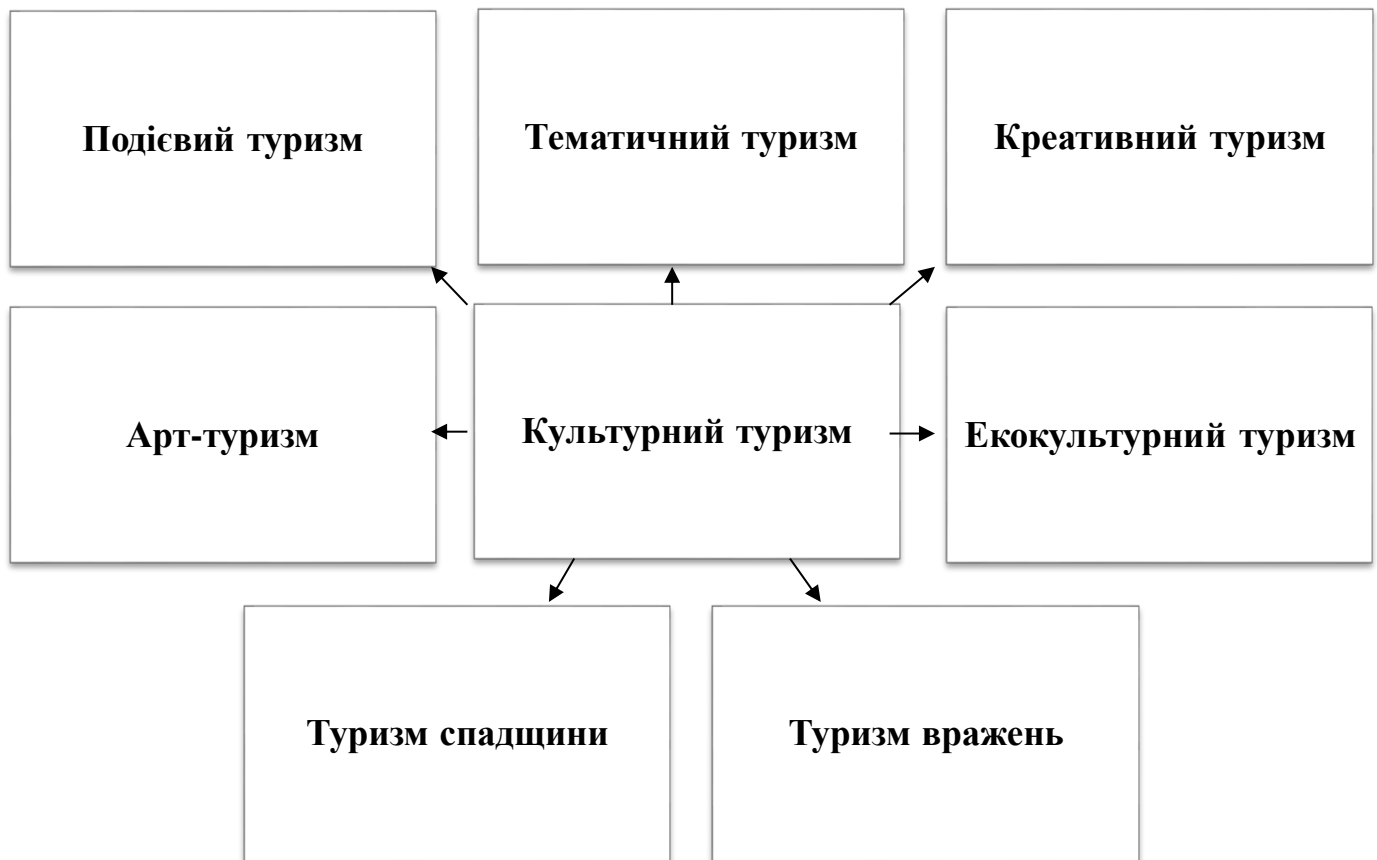 Подієвий туризм
Тематичний туризм
Креативний туризм
Арт-туризм
Культурний туризм
Екокультурний туризм
Туризм спадщини
Туризм вражень